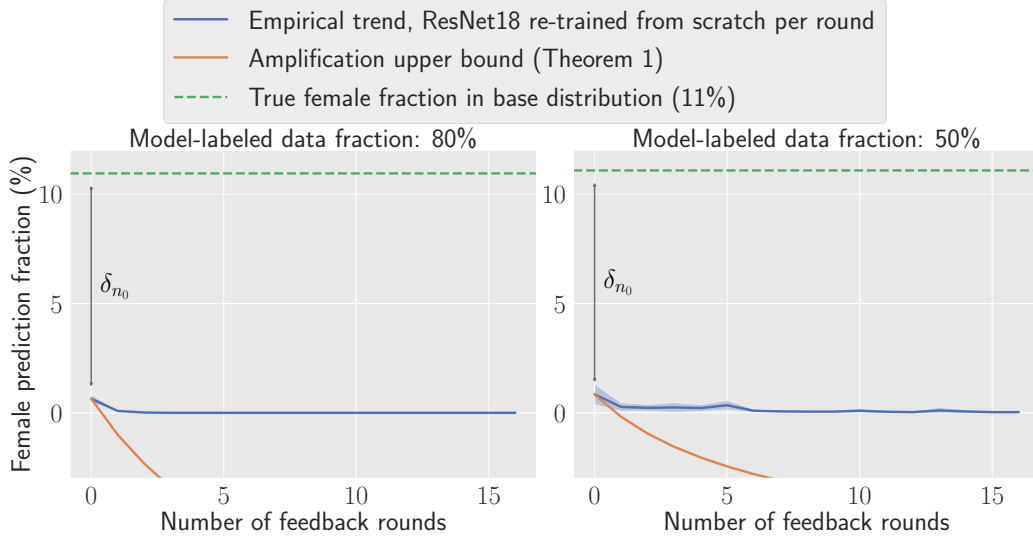 Empirical trend, ResNet18 re-trained from scratch per round
Amplification upper bound (Theorem 1)
True female fraction in base distribution (11%)
Model-labeled data fraction: 80%
Female prediction fraction (%)
10
5
0
δn₀
0
5
10
15
Number of feedback rounds
Model-labeled data fraction: 50%
10
5
0
δn₀
0
5
10
15
Number of feedback rounds